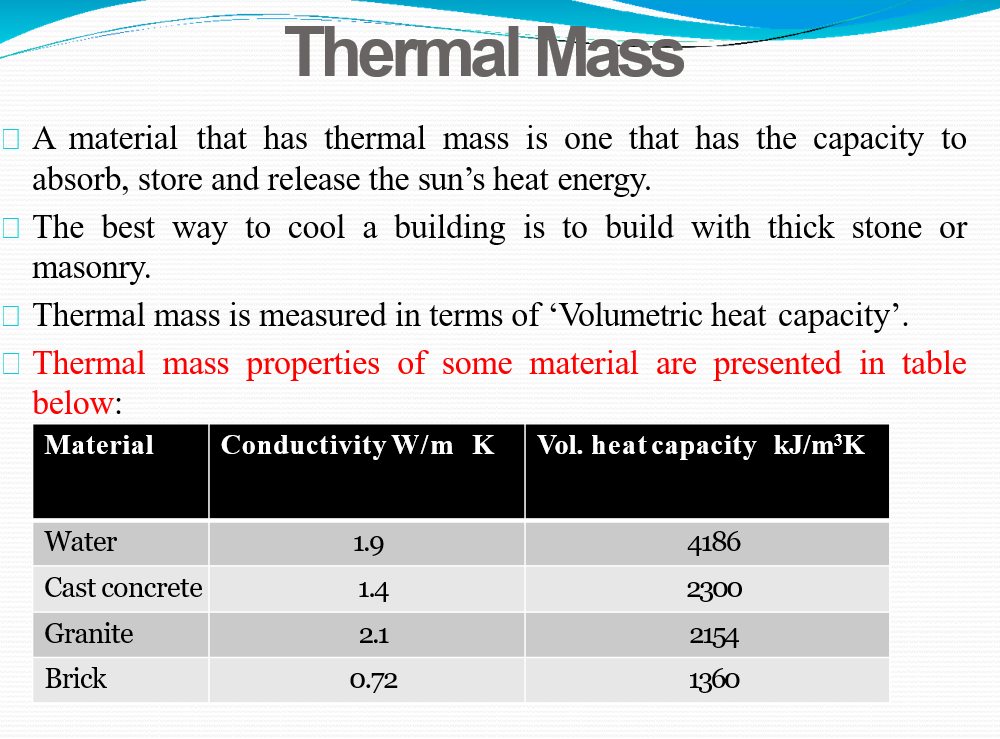 Thermal Mass
A material that has thermal mass is one that has the capacity to
absorb, store and release the sun’s heat energy.
The best way to cool a building is to build with thick stone or
masonry.
Thermal mass is measured in terms of ‘Volumetric heat capacity’.
Thermal mass properties of some material are presented in table
below:
Material Conductivity W/m K Vol. heat capacity kJ/m³K
Water 1.9 4186
Cast concrete 1.4 2300
Granite 2.1 2154
Brick 0.72 1360